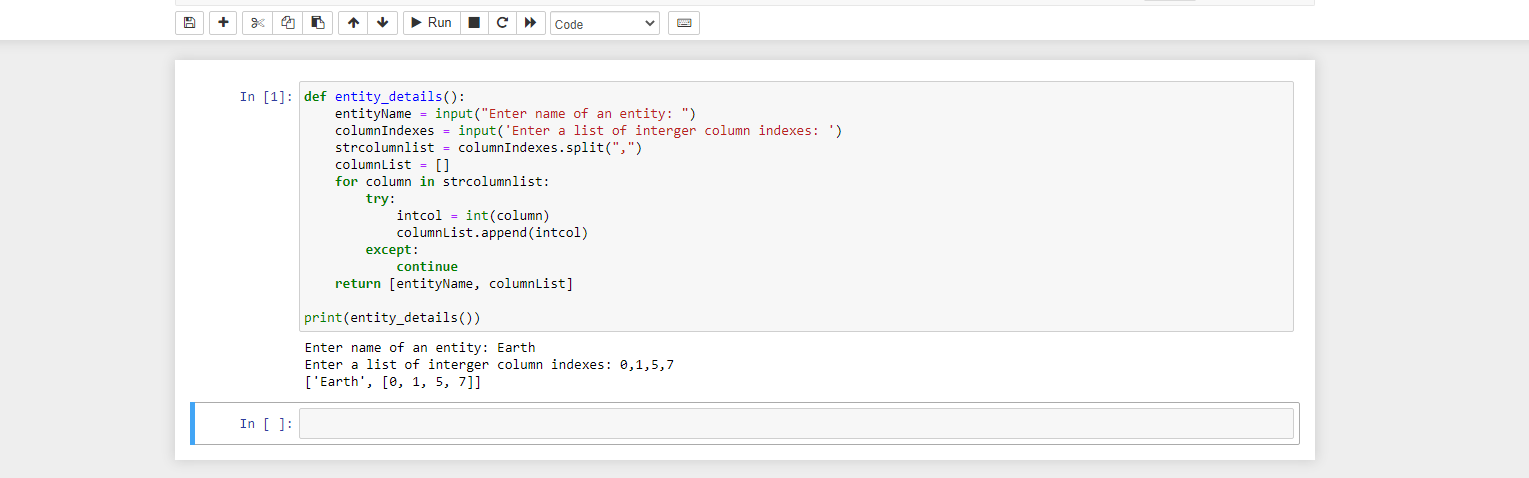 Run
Code
In [1]:
def entity_details():
    entityName = input("Enter name of an entity: ")
    columnIndexes = input('Enter a list of interger column indexes: ')
    strcolumnlist = columnIndexes.split(",")
    columnList = []
    for column in strcolumnlist:
        try:
            intcol = int(column)
            columnList.append(intcol)
        except:
            continue
    return [entityName, columnList]

print(entity_details())
Enter name of an entity: Earth
Enter a list of interger column indexes: 0,1,5,7
['Earth', [0, 1, 5, 7]]
In [ ]: